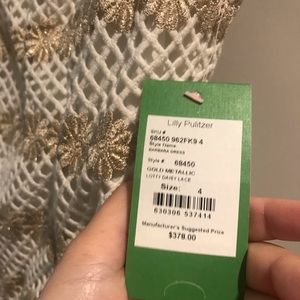 Lilly Pulitzer
SKU #
68450 962FK9 4
Style Name
BARBARA DRESS
Style # 68450
GOLD METALLIC
LOTTI DAISY LACE
Size: 4
630306 537414
Manufacturer's Suggested Price
$378.00